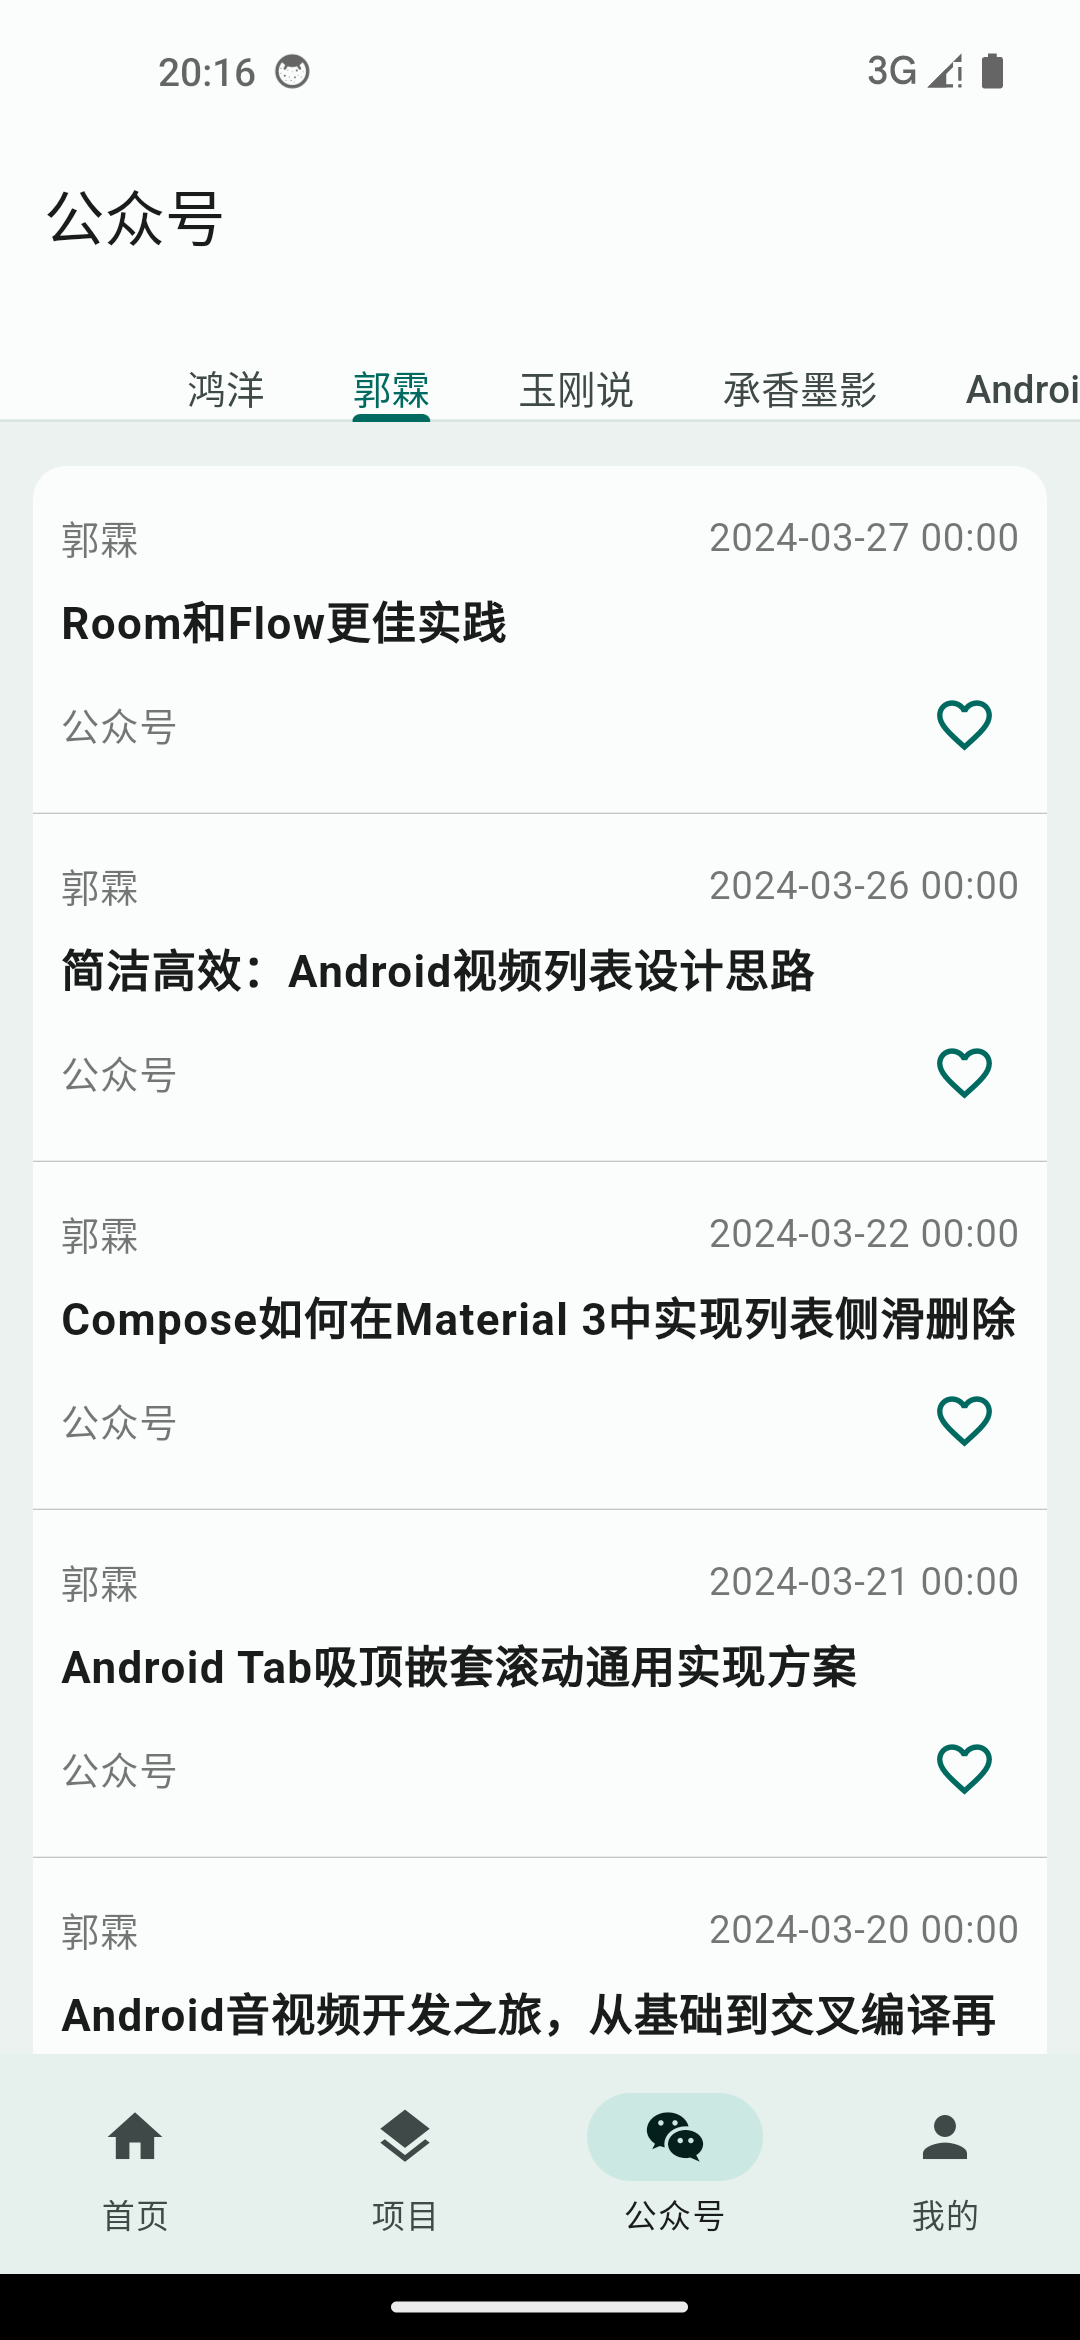 20:16 3G
公众号
鸿洋 郭霖 玉刚说 承香墨影 Androi
郭霖 2024-03-27 00:00
Room和Flow更佳实践
公众号
郭霖 2024-03-26 00:00
简洁高效：Android视频列表设计思路
公众号
郭霖 2024-03-22 00:00
Compose如何在Material 3中实现列表侧滑删除
公众号
郭霖 2024-03-21 00:00
Android Tab吸顶嵌套滚动通用实现方案
公众号
郭霖 2024-03-20 00:00
Android音视频开发之旅，从基础到交叉编译再
首页 项目 公众号 我的